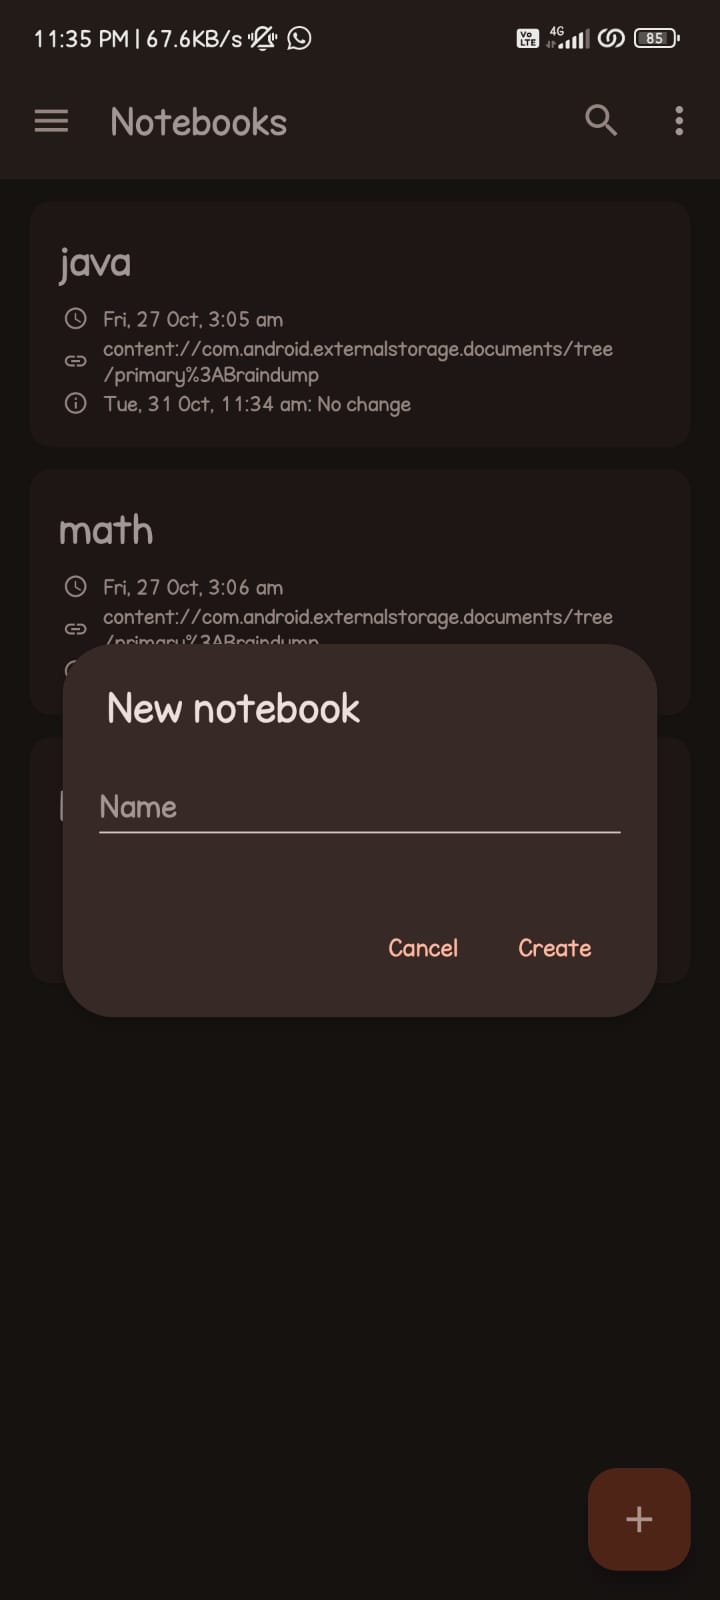 11:35 PM | 67.6KB/s
Vo LTE 4G 85
Notebooks
java
Fri, 27 Oct, 3:05 am
content://com.android.externalstorage.documents/tree
/primary%3ABraindump
Tue, 31 Oct, 11:34 am: No change
math
Fri, 27 Oct, 3:06 am
content://com.android.externalstorage.documents/tree
/primary%3ABraindump
New notebook
Name
Cancel Create